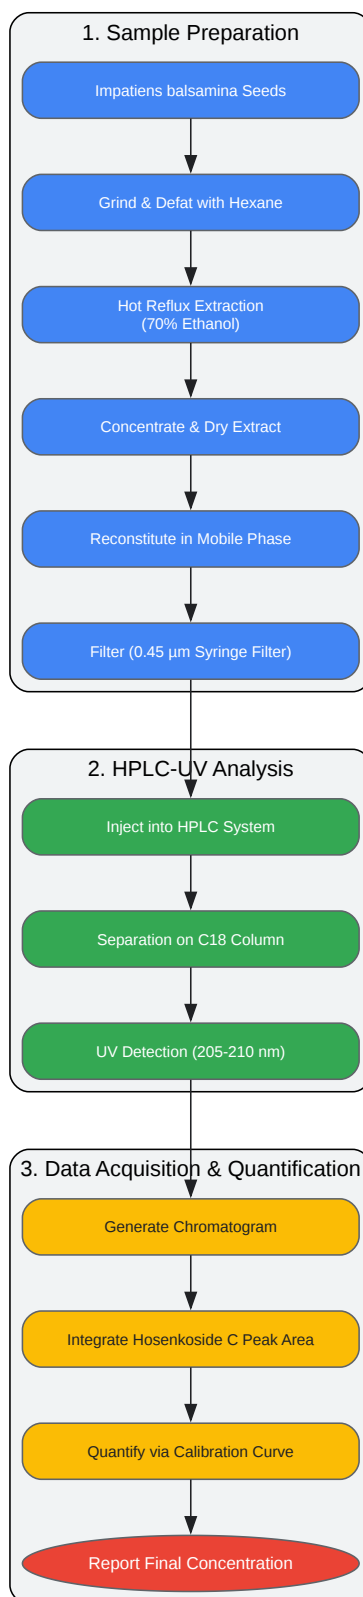 1. Sample Preparation
Impatiens balsamina Seeds
Grind & Defat with Hexane
Hot Reflux Extraction
(70% Ethanol)
Concentrate & Dry Extract
Reconstitute in Mobile Phase
Filter (0.45 µm Syringe Filter)
2. HPLC-UV Analysis
Inject into HPLC System
Separation on C18 Column
UV Detection (205-210 nm)
3. Data Acquisition & Quantification
Generate Chromatogram
Integrate Hosenkoside C Peak Area
Quantify via Calibration Curve
Report Final Concentration